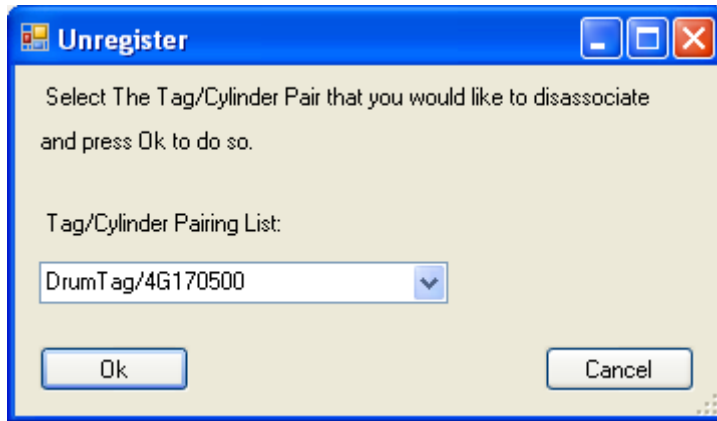 Unregister
Select The Tag/Cylinder Pair that you would like to disassociate
and press Ok to do so.
Tag/Cylinder Pairing List:
DrumTag/4G170500
Ok
Cancel